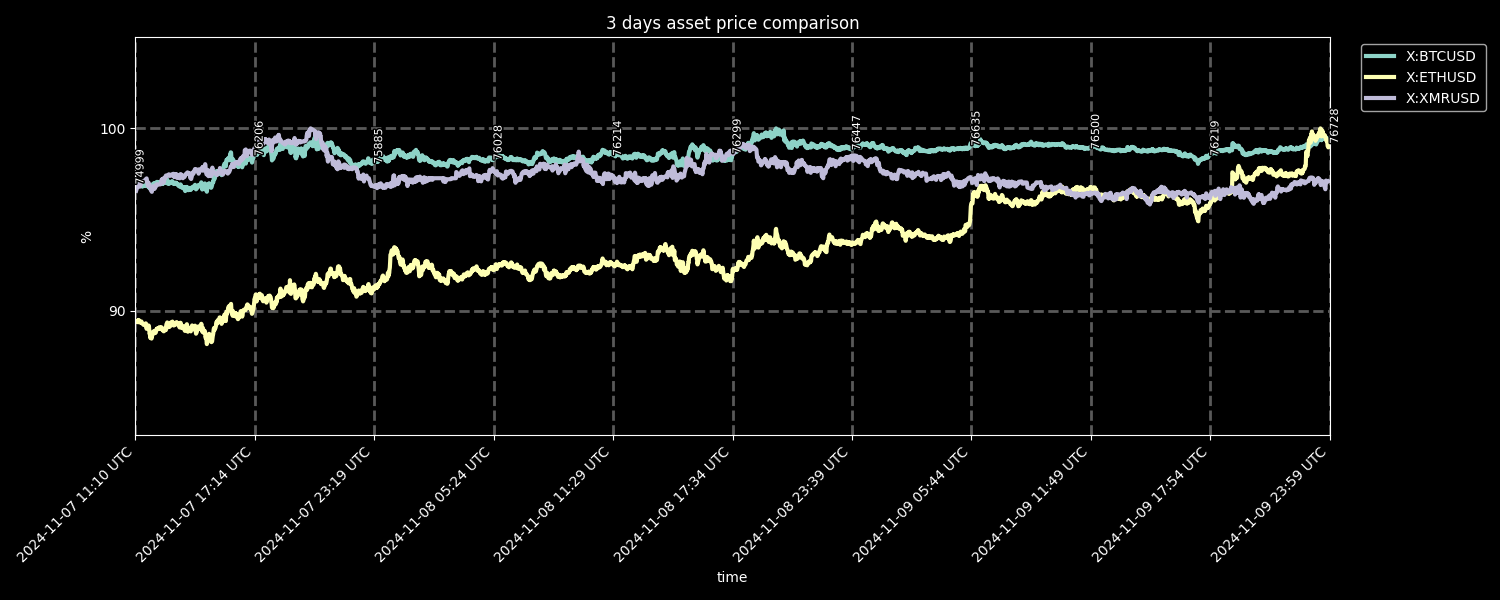 3 days asset price comparison
X:BTCUSD
X:ETHUSD
X:XMRUSD
100
90
%
74999
76206
75885
76028
76214
76299
76447
76635
76500
76219
76728
2024-11-07 11:10 UTC
2024-11-07 17:14 UTC
2024-11-07 23:19 UTC
2024-11-08 05:24 UTC
2024-11-08 11:29 UTC
2024-11-08 17:34 UTC
2024-11-08 23:39 UTC
2024-11-09 05:44 UTC
2024-11-09 11:49 UTC
2024-11-09 17:54 UTC
2024-11-09 23:59 UTC
time